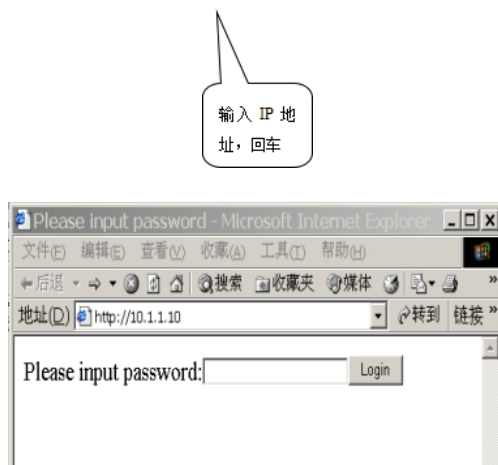 输入 IP 地
址，回车
Please input password - Microsoft Internet Explorer
文件(F) 编辑(E) 查看(V) 收藏(A) 工具(T) 帮助(H)
后退 搜索 收藏夹 媒体 »
地址(D) http://10.1.1.10 转到 链接 »
Please input password: Login